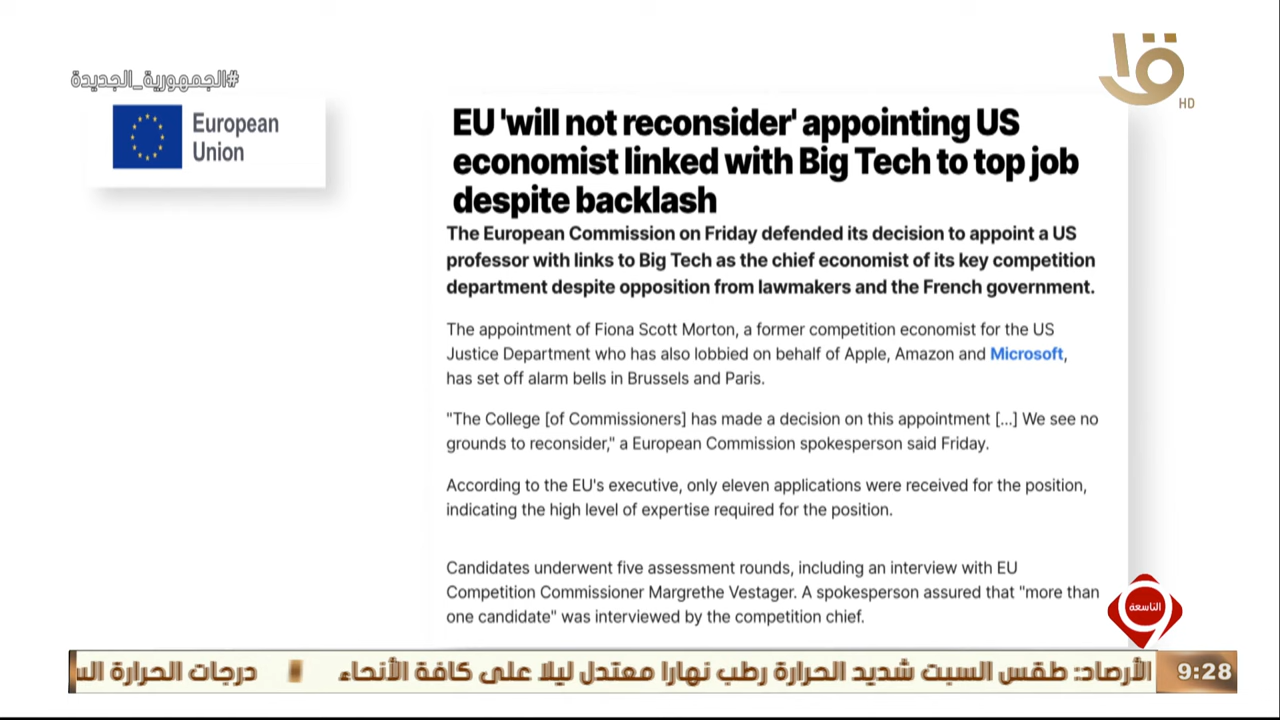 #الجمهورية_الجديدة
HD
European
Union
EU 'will not reconsider' appointing US
economist linked with Big Tech to top job
despite backlash
The European Commission on Friday defended its decision to appoint a US
professor with links to Big Tech as the chief economist of its key competition
department despite opposition from lawmakers and the French government.
The appointment of Fiona Scott Morton, a former competition economist for the US
Justice Department who has also lobbied on behalf of Apple, Amazon and Microsoft,
has set off alarm bells in Brussels and Paris.
"The College [of Commissioners] has made a decision on this appointment [...] We see no
grounds to reconsider," a European Commission spokesperson said Friday.
According to the EU's executive, only eleven applications were received for the position,
indicating the high level of expertise required for the position.
Candidates underwent five assessment rounds, including an interview with EU
Competition Commissioner Margrethe Vestager. A spokesperson assured that "more than
one candidate" was interviewed by the competition chief.
التاسعة
الأرصاد: طقس السبت شديد الحرارة رطب نهارا معتدل ليلا على كافة الأنحاء
درجات الحرارة
9:28